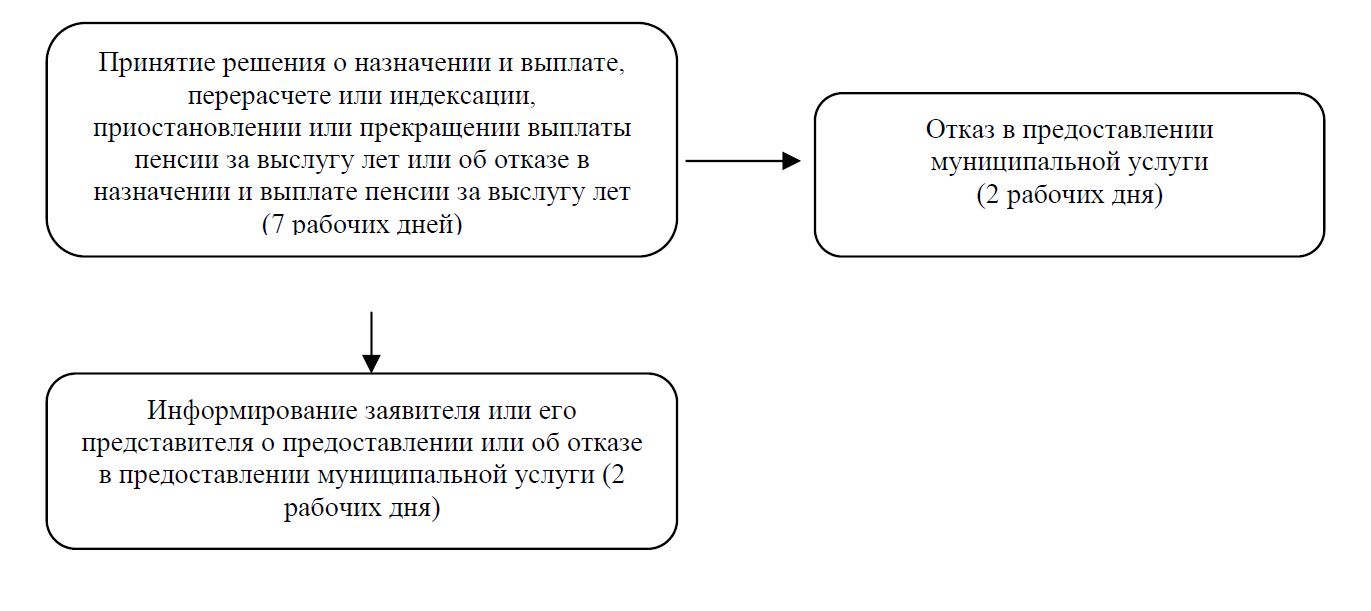 Принятие решения о назначении и выплате,
перерасчете или индексации,
приостановлении или прекращении выплаты
пенсии за выслугу лет или об отказе в
назначении и выплате пенсии за выслугу лет
(7 рабочих дней)
Отказ в предоставлении
муниципальной услуги
(2 рабочих дня)
Информирование заявителя или его
представителя о предоставлении или об отказе
в предоставлении муниципальной услуги (2
рабочих дня)